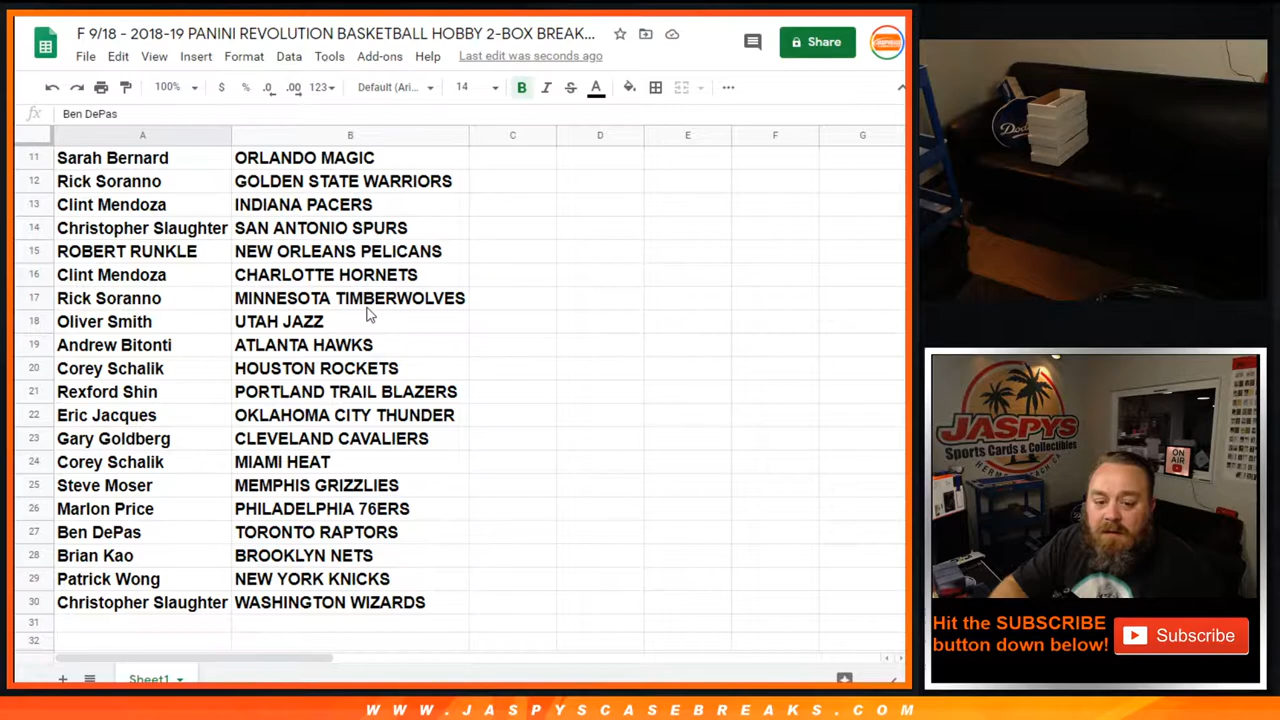 F 9/18 - 2018-19 PANINI REVOLUTION BASKETBALL HOBBY 2-BOX BREAK...
Share
JASPYS
File Edit View Insert Format Data Tools Add-ons Help Last edit was seconds ago
100% $ % .0 .00 123 Default (Ari... 14 B I S A
fx Ben DePas
A B C D E F G
11 Sarah Bernard ORLANDO MAGIC
12 Rick Soranno GOLDEN STATE WARRIORS
13 Clint Mendoza INDIANA PACERS
14 Christopher Slaughter SAN ANTONIO SPURS
15 ROBERT RUNKLE NEW ORLEANS PELICANS
16 Clint Mendoza CHARLOTTE HORNETS
17 Rick Soranno MINNESOTA TIMBERWOLVES
18 Oliver Smith UTAH JAZZ
19 Andrew Bitonti ATLANTA HAWKS
20 Corey Schalik HOUSTON ROCKETS
21 Rexford Shin PORTLAND TRAIL BLAZERS
22 Eric Jacques OKLAHOMA CITY THUNDER
23 Gary Goldberg CLEVELAND CAVALIERS
24 Corey Schalik MIAMI HEAT
25 Steve Moser MEMPHIS GRIZZLIES
26 Marlon Price PHILADELPHIA 76ERS
27 Ben DePas TORONTO RAPTORS
28 Brian Kao BROOKLYN NETS
29 Patrick Wong NEW YORK KNICKS
30 Christopher Slaughter WASHINGTON WIZARDS
31
32
Sheet1
JASPYS
Sports Cards & Collectibles
ON AIR
Hit the SUBSCRIBE
button down below!
Subscribe
WWW.JASPYSCASEBREAKS.COM